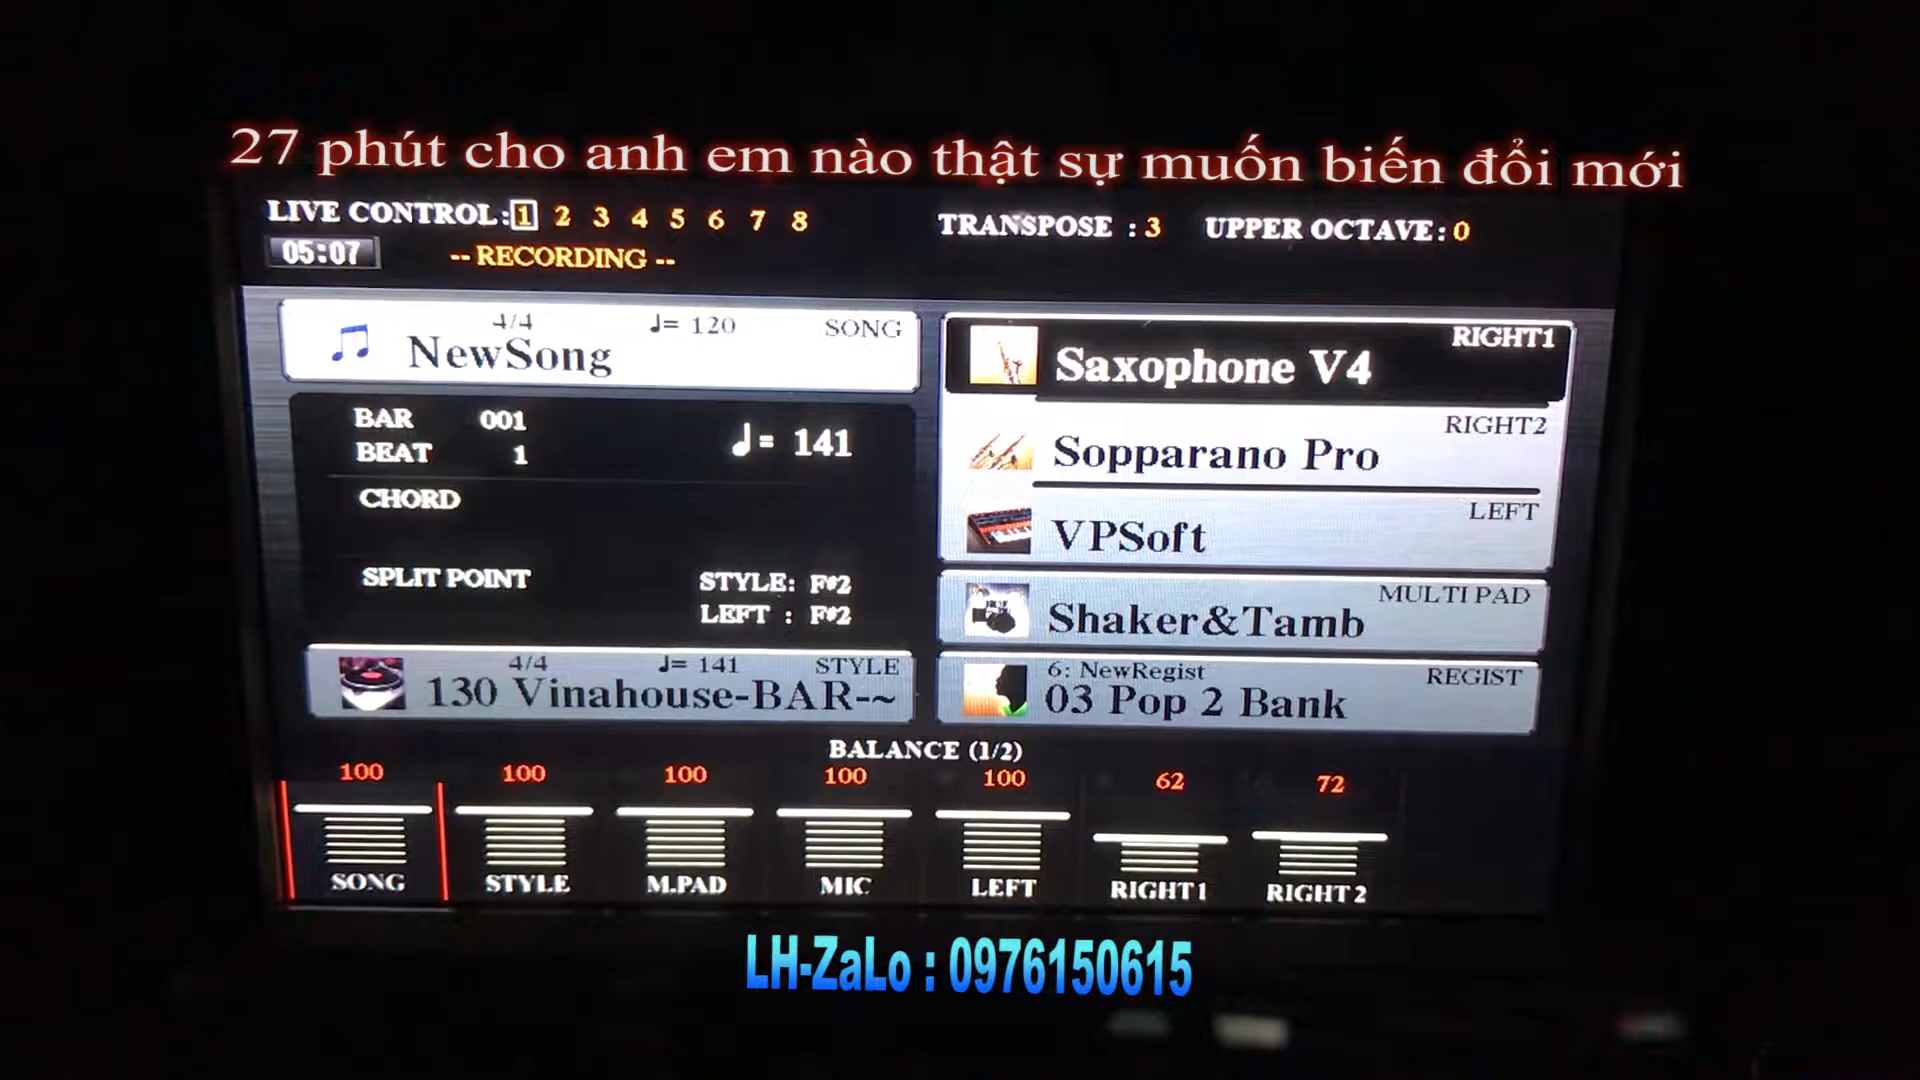 27 phút cho anh em nào thật sự muốn biến đổi mới
LIVE CONTROL: 1 2 3 4 5 6 7 8
TRANSPOSE : 3
UPPER OCTAVE: 0
05:07
-- RECORDING --
4/4
♩= 120
SONG
NewSong
BAR 001
BEAT 1
♩= 141
CHORD
SPLIT POINT
STYLE: F#2
LEFT : F#2
4/4
♩= 141
STYLE
130 Vinahouse-BAR-~
RIGHT1
Saxophone V4
RIGHT2
Sopparano Pro
LEFT
VPSoft
MULTI PAD
Shaker&Tamb
6: NewRegist
REGIST
03 Pop 2 Bank
BALANCE (1/2)
100 100 100 100 100 62 72
SONG STYLE M.PAD MIC LEFT RIGHT1 RIGHT2
LH-ZaLo : 0976150615